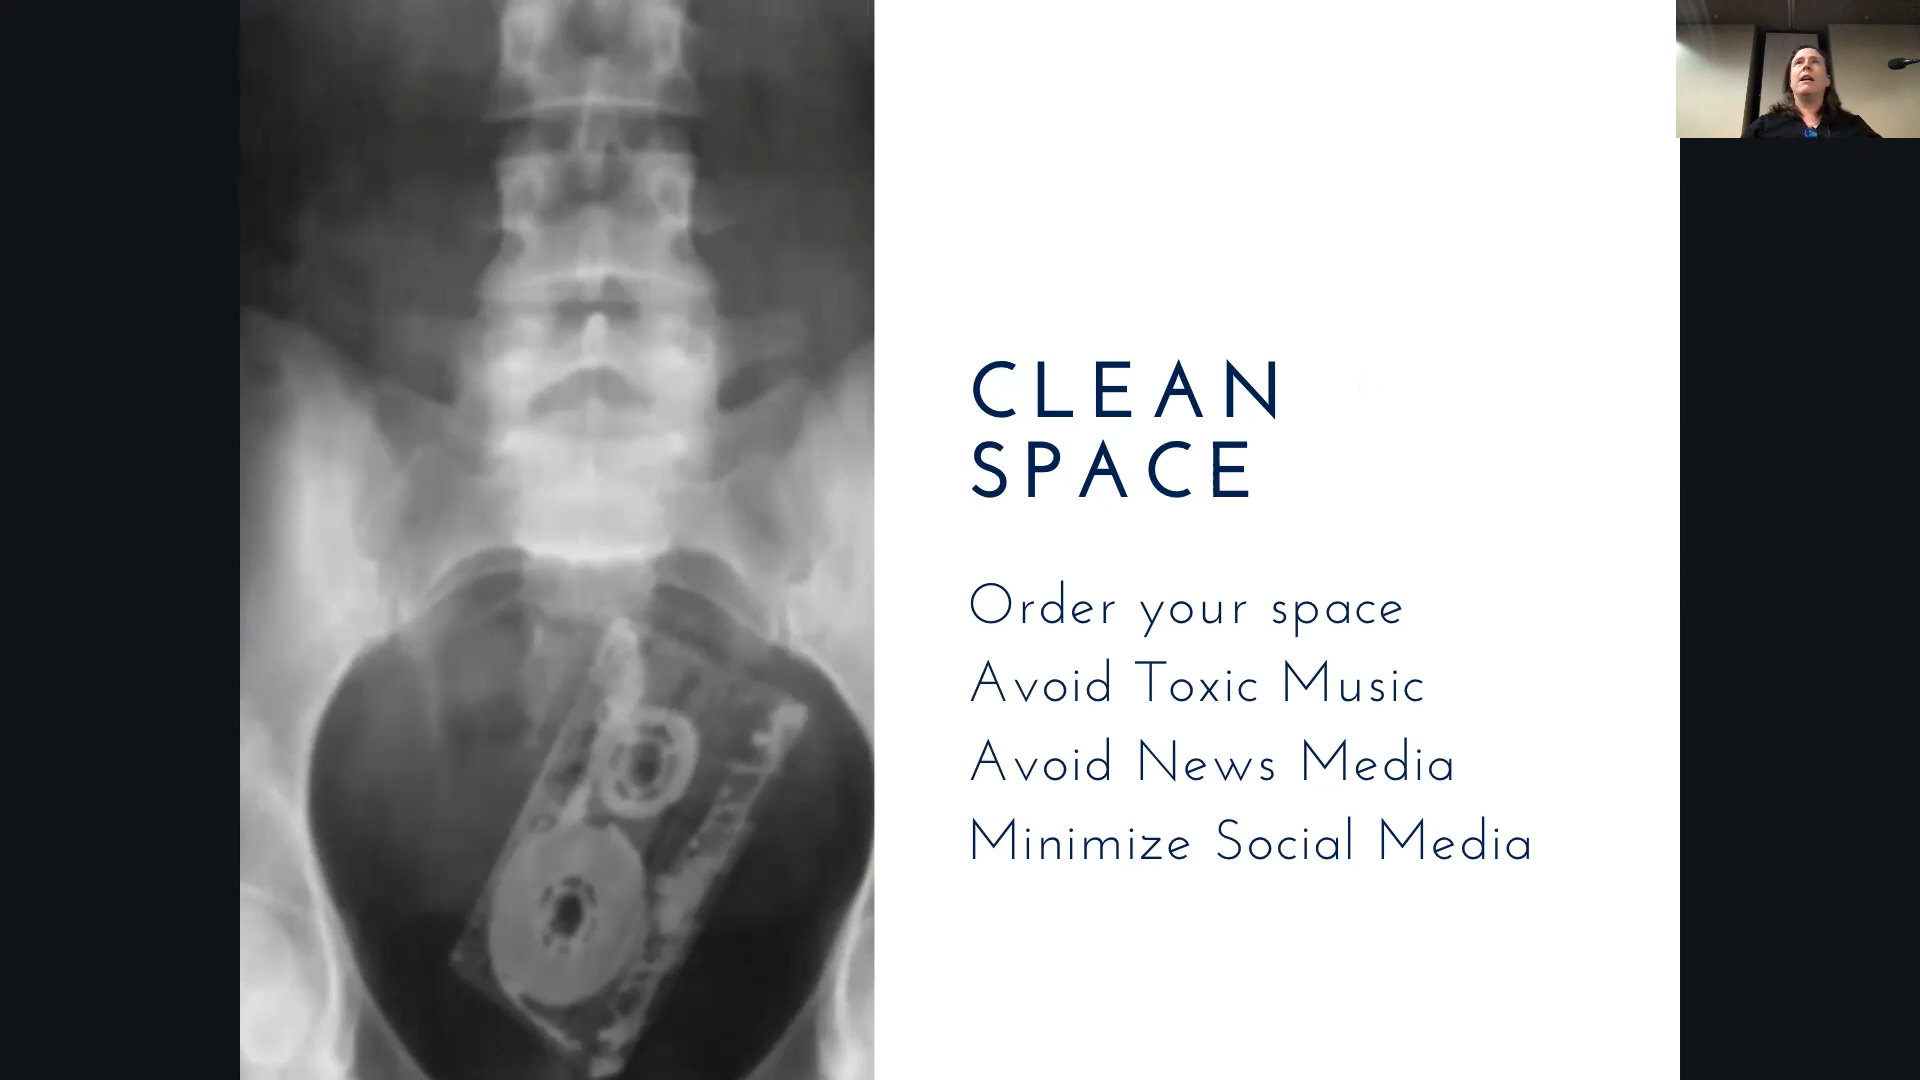 CLEAN
SPACE
Order your space
Avoid Toxic Music
Avoid News Media
Minimize Social Media